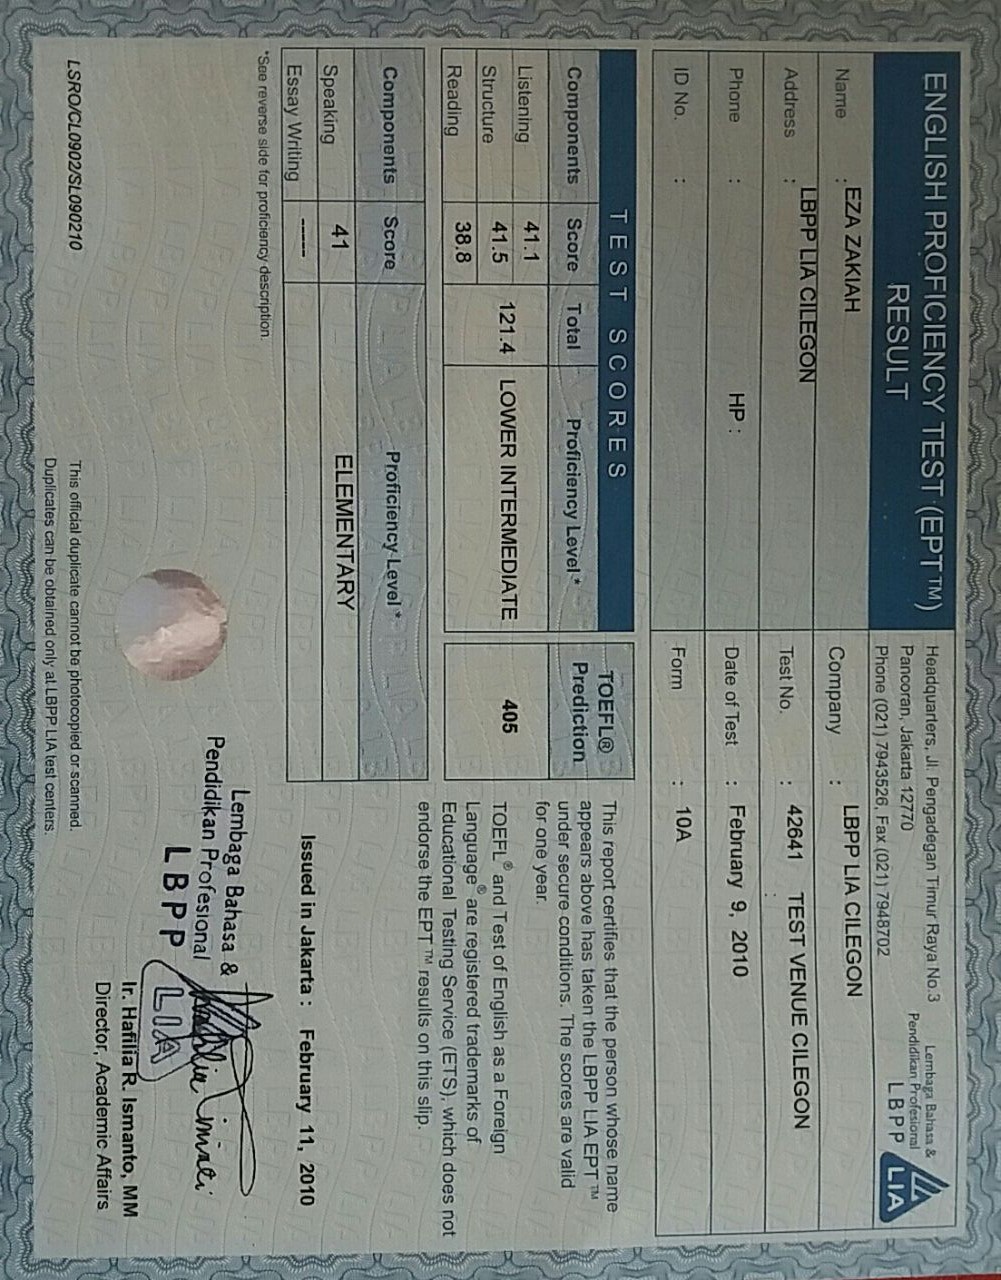 ENGLISH PROFICIENCY TEST (EPT™)
RESULT
Headquarters, Jl. Pengadegan Timur Raya No.3
Pancoran, Jakarta 12770
Phone (021) 7943526, Fax (021) 7948702
Lembaga Bahasa &
Pendidikan Profesional
LBPP
LIA
Name : EZA ZAKIAH
Company : LBPP LIA CILEGON
Address : LBPP LIA CILEGON
Test No. : 42641 TEST VENUE CILEGON
Phone : HP :
Date of Test : February 9, 2010
ID No. :
Form : 10A
TEST SCORES
TOEFL® Prediction
Components Score Total Proficiency Level *
Listening 41.1
Structure 41.5 121.4 LOWER INTERMEDIATE 405
Reading 38.8
Components Score Proficiency Level *
Speaking 41 ELEMENTARY
Essay Writing -----
*See reverse side for proficiency description.
This report certifies that the person whose name
appears above has taken the LBPP LIA EPT™
under secure conditions. The scores are valid
for one year.
TOEFL® and Test of English as a Foreign
Language® are registered trademarks of
Educational Testing Service (ETS), which does not
endorse the EPT™ results on this slip.
Issued in Jakarta : February 11, 2010
Lembaga Bahasa &
Pendidikan Profesional
LBPP LIA
Ir. Hafilia R. Ismanto, MM
Director, Academic Affairs
LSRO/CL0902/SL090210
This official duplicate cannot be photocopied or scanned.
Duplicates can be obtained only at LBPP LIA test centers.